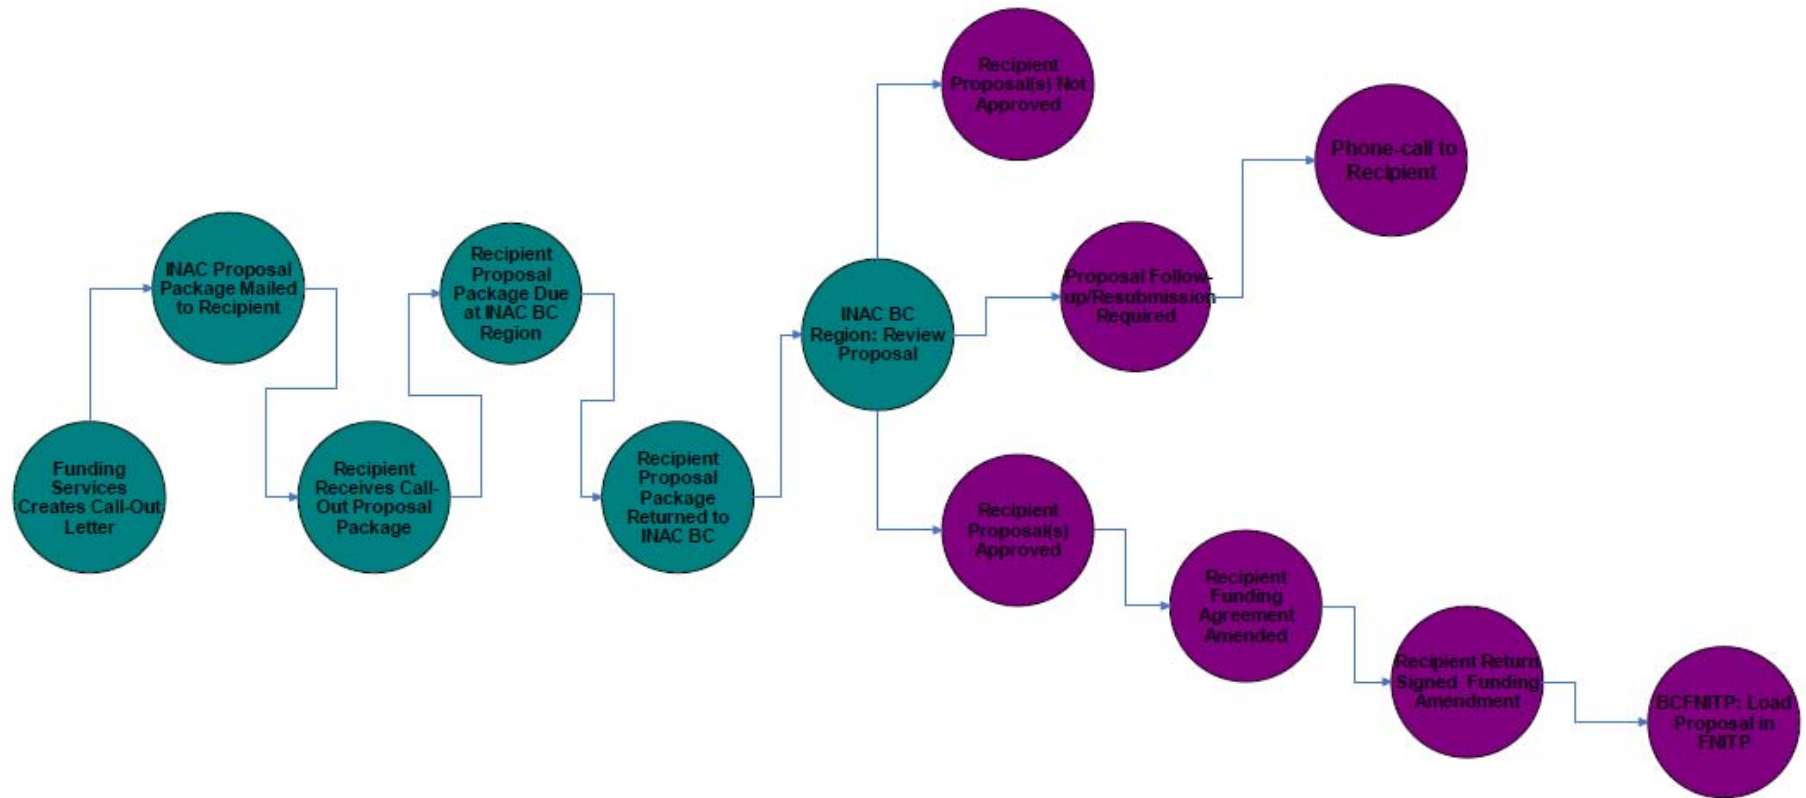 Funding
Services
Creates Call-Out
Letter
INAC Proposal
Package Mailed
to Recipient
Recipient
Receives Call-
Out Proposal
Package
Recipient
Proposal
Package Due
at INAC BC
Region
Recipient
Proposal
Package
Returned to
INAC BC
INAC BC
Region: Review
Proposal
Recipient
Proposal(s) Not
Approved
Proposal Follow-
up/Resubmission
Required
Phone-call to
Recipient
Recipient
Proposal(s)
Approved
Recipient
Funding
Agreement
Amended
Recipient Return
Signed Funding
Amendment
BCFNITP: Load
Proposal in
FNITP